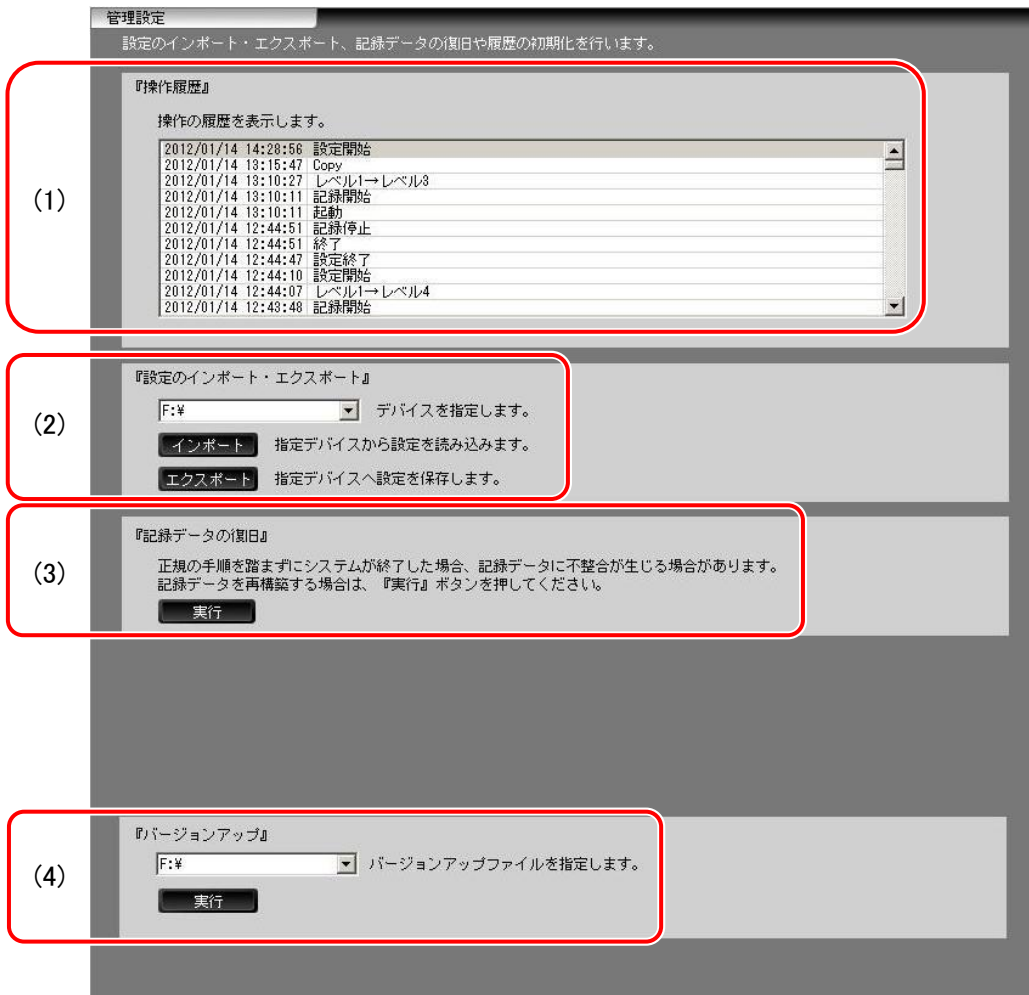 管理設定
設定のインポート・エクスポート、記録データの復旧や履歴の初期化を行います。
(1)
『操作履歴』
操作の履歴を表示します。
2012/01/14 14:28:56 設定開始
2012/01/14 13:15:47 Copy
2012/01/14 13:10:27 レベル1→レベル3
2012/01/14 13:10:11 記録開始
2012/01/14 13:10:11 起動
2012/01/14 12:44:51 記録停止
2012/01/14 12:44:51 終了
2012/01/14 12:44:47 設定終了
2012/01/14 12:44:10 設定開始
2012/01/14 12:44:07 レベル1→レベル4
2012/01/14 12:43:48 記録開始
(2)
『設定のインポート・エクスポート』
F:¥ デバイスを指定します。
インポート 指定デバイスから設定を読み込みます。
エクスポート 指定デバイスへ設定を保存します。
(3)
『記録データの復旧』
正規の手順を踏まずにシステムが終了した場合、記録データに不整合が生じる場合があります。
記録データを再構築する場合は、『実行』ボタンを押してください。
実行
(4)
『バージョンアップ』
F:¥ バージョンアップファイルを指定します。
実行